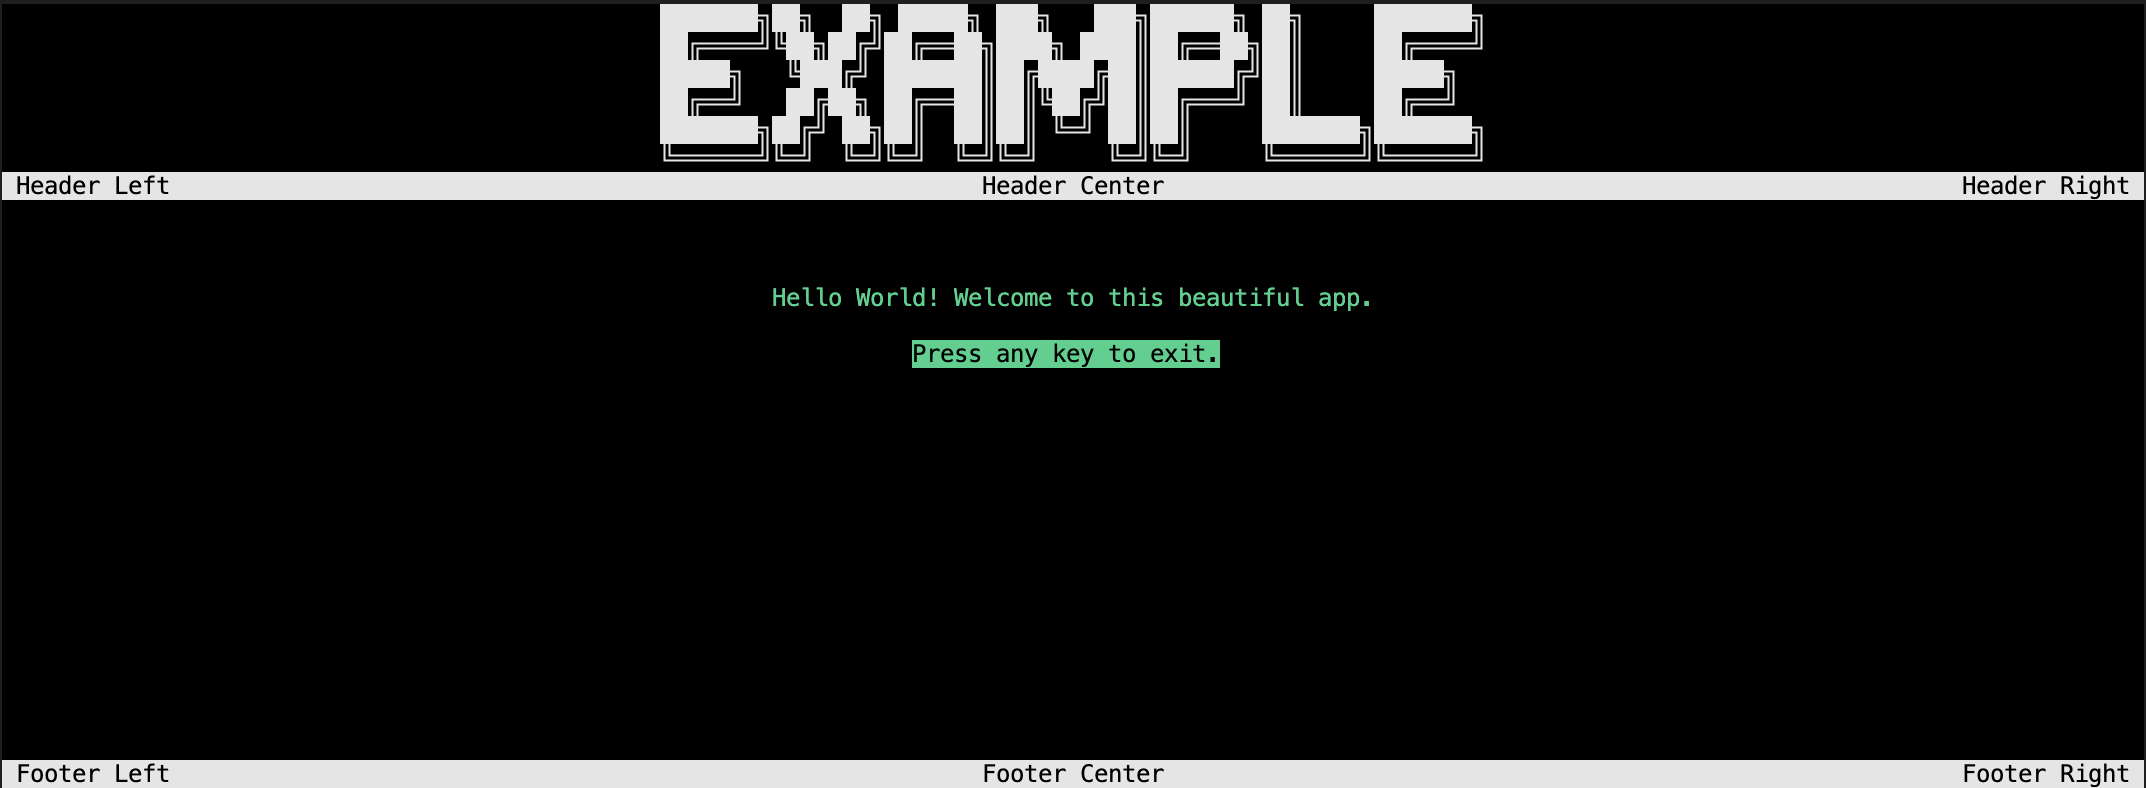 EXAMPLE
Header Left Header Center Header Right
Hello World! Welcome to this beautiful app.
Press any key to exit.
Footer Left Footer Center Footer Right